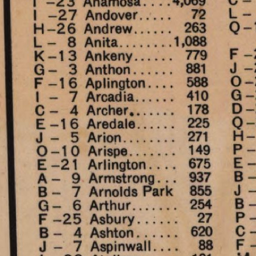 I -23 Anamosa....4,069
I -27 Andover..... 72
H-26 Andrew...... 263
L - 8 Anita........1,088
K-13 Ankeny...... 779
G - 3 Anthon...... 881
F -16 Aplington.... 588
I - 7 Arcadia..... 410
C - 4 Archer....... 178
E -16 Aredale..... 225
J - 5 Arion........ 271
O-10 Arispe....... 149
E -21 Arlington.... 675
A - 9 Armstrong... 937
B - 7 Arnolds Park 855
G - 6 Arthur....... 254
F -25 Asbury...... 27
B - 4 Ashton....... 620
J - 7 Aspinwall.... 88